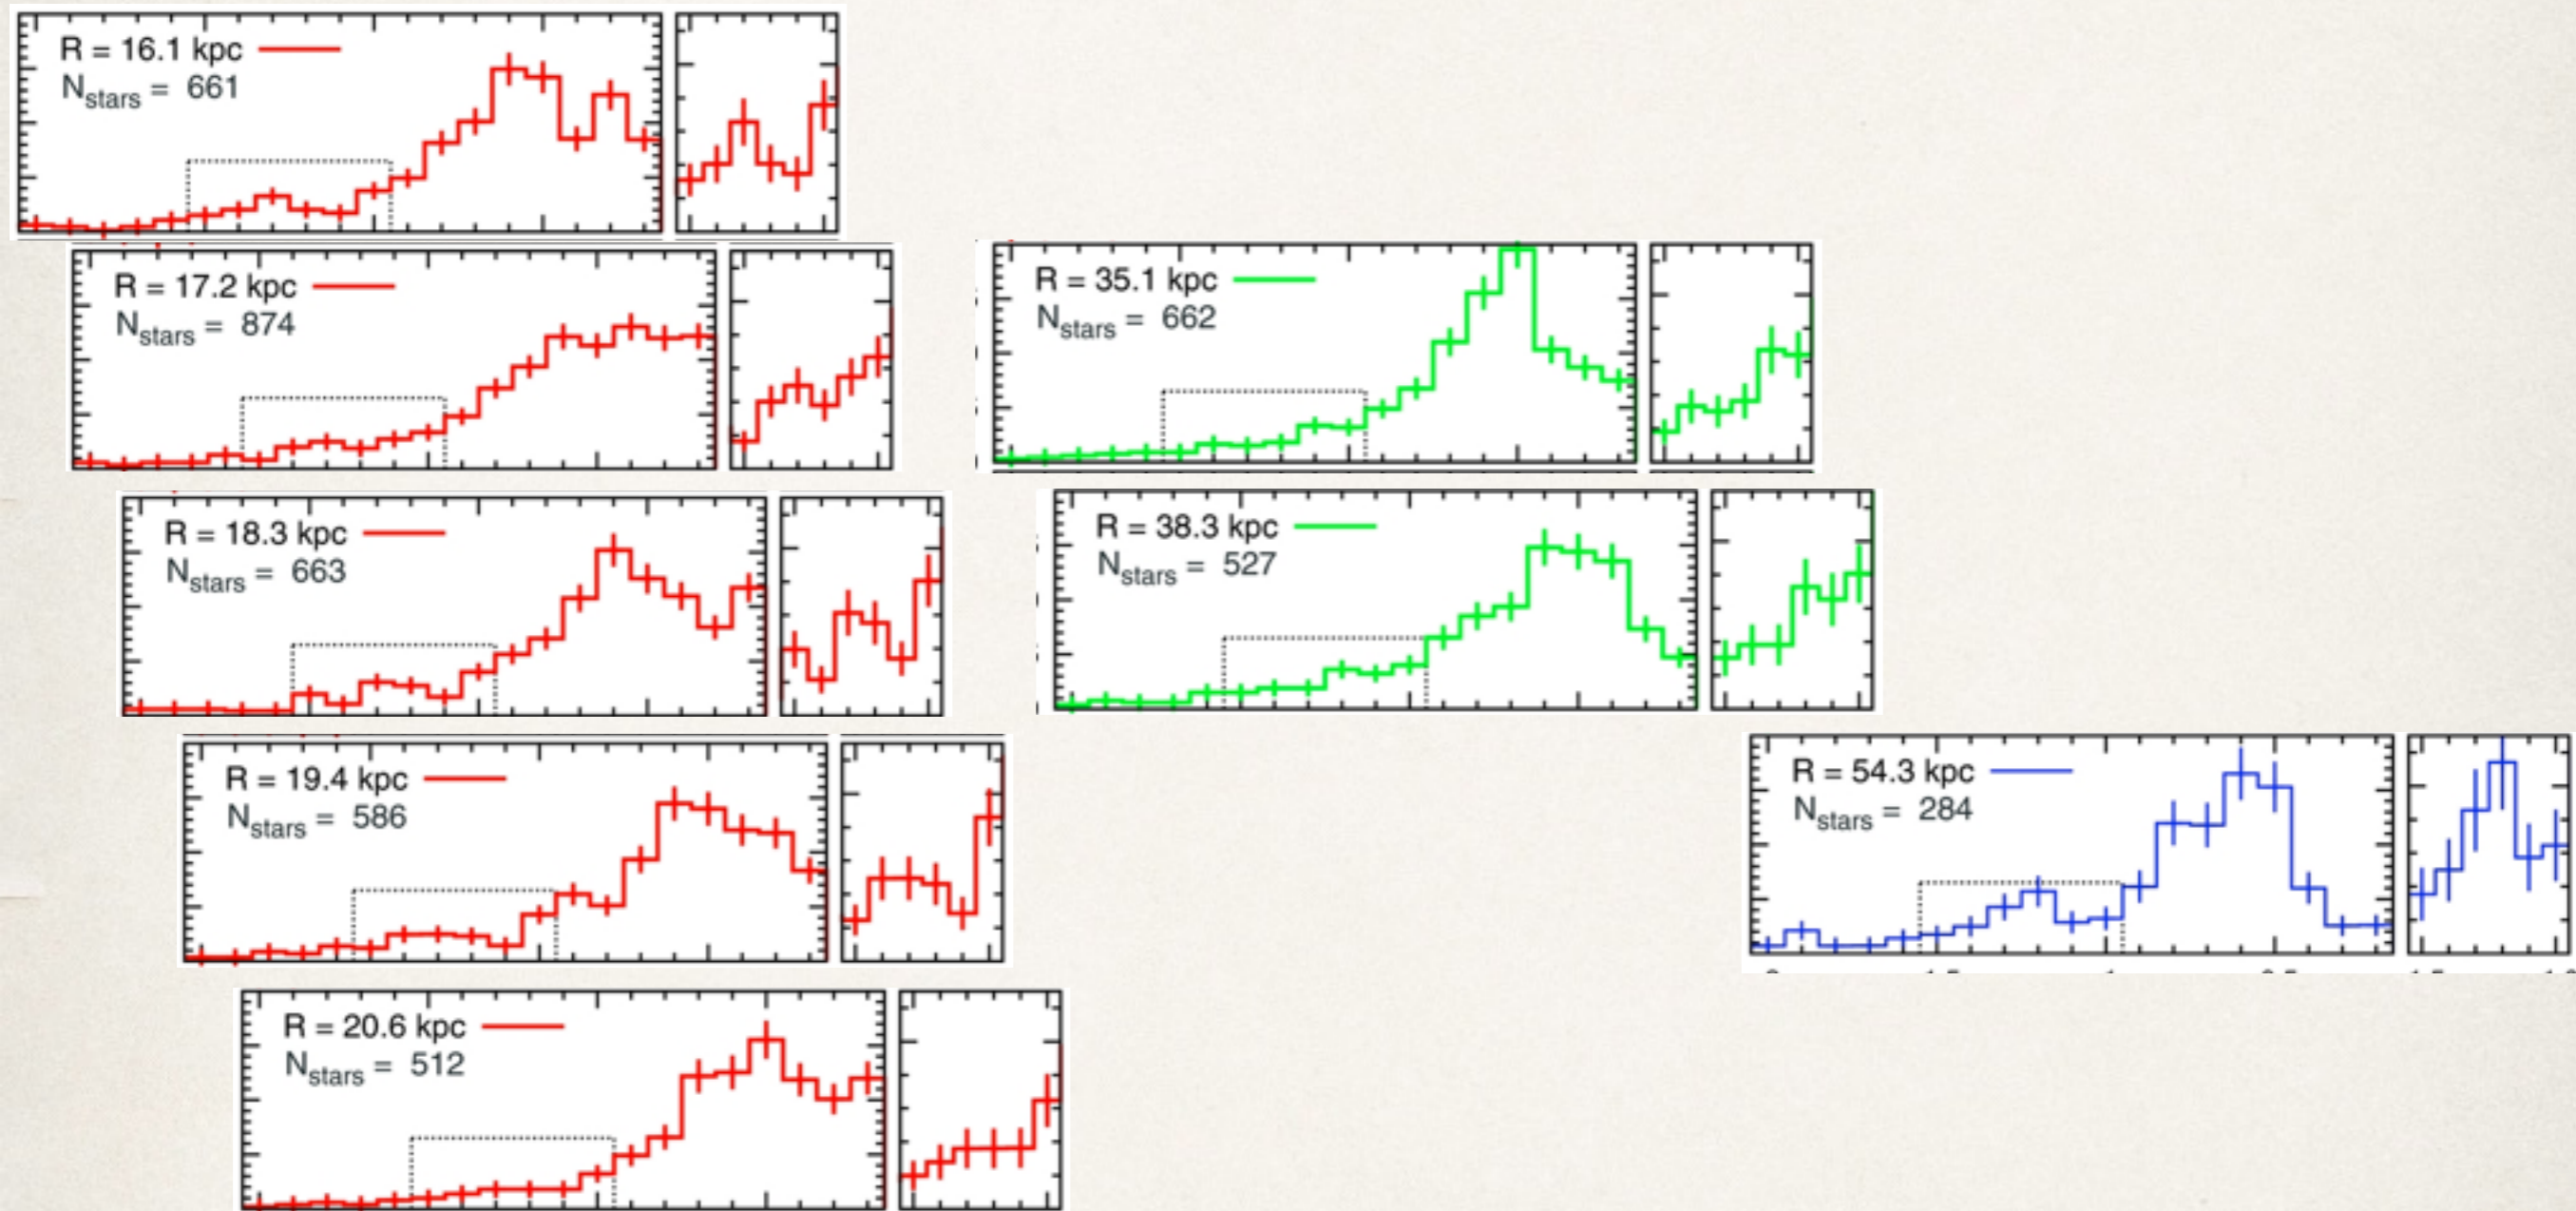 R = 16.1 kpc
Nstars = 661
R = 17.2 kpc
Nstars = 874
R = 35.1 kpc
Nstars = 662
R = 18.3 kpc
Nstars = 663
R = 38.3 kpc
Nstars = 527
R = 19.4 kpc
Nstars = 586
R = 54.3 kpc
Nstars = 284
R = 20.6 kpc
Nstars = 512